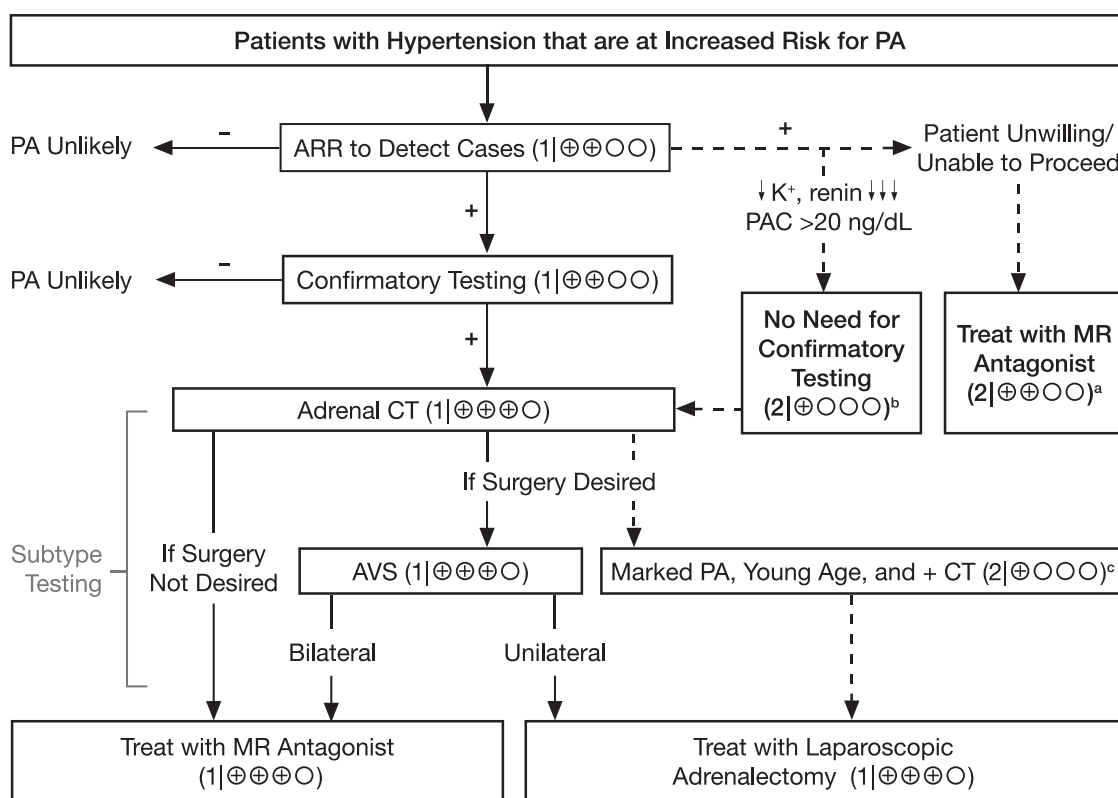 Patients with Hypertension that are at Increased Risk for PA
PA Unlikely
–
ARR to Detect Cases (1|⊕⊕○○)
+
Patient Unwilling/
Unable to Proceed
↓K⁺, renin ↓↓↓
PAC >20 ng/dL
+
PA Unlikely
–
Confirmatory Testing (1|⊕⊕○○)
No Need for
Confirmatory
Testing
(2|⊕○○○)ᵇ
Treat with MR
Antagonist
(2|⊕⊕○○)ᵃ
+
Adrenal CT (1|⊕⊕⊕○)
If Surgery Desired
Subtype
Testing
If Surgery
Not Desired
AVS (1|⊕⊕⊕○)
Marked PA, Young Age, and + CT (2|⊕○○○)ᶜ
Bilateral
Unilateral
Treat with MR Antagonist
(1|⊕⊕⊕○)
Treat with Laparoscopic
Adrenalectomy (1|⊕⊕⊕○)